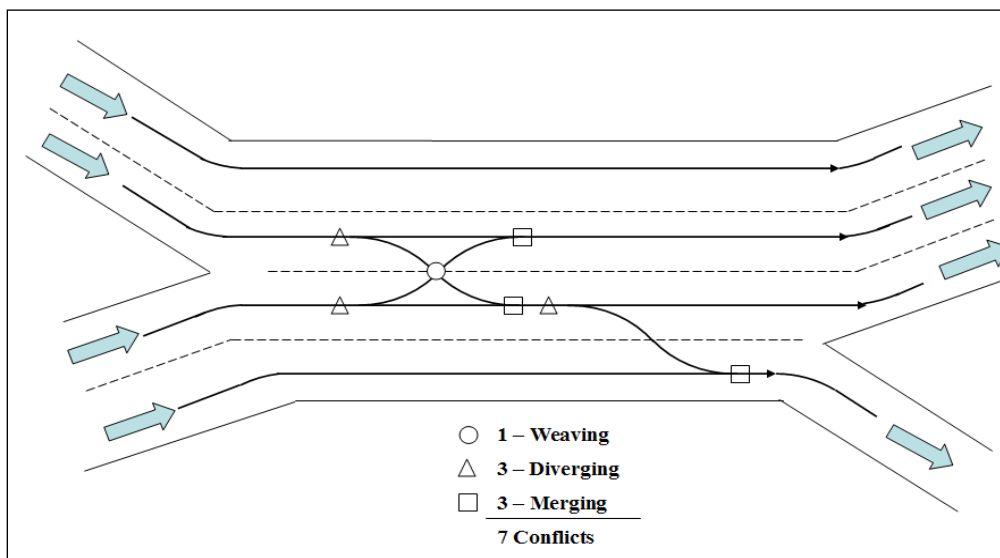 1 – Weaving
3 – Diverging
3 – Merging
7 Conflicts